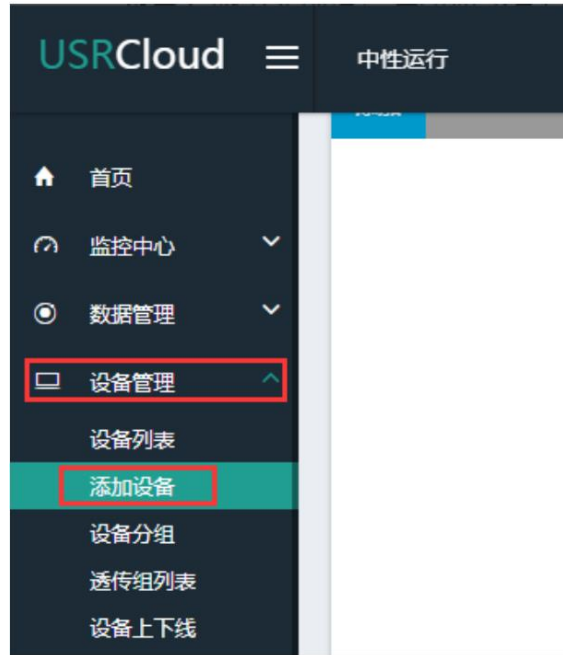 USRCloud
中性运行
首页
监控中心
数据管理
设备管理
设备列表
添加设备
设备分组
透传组列表
设备上下线